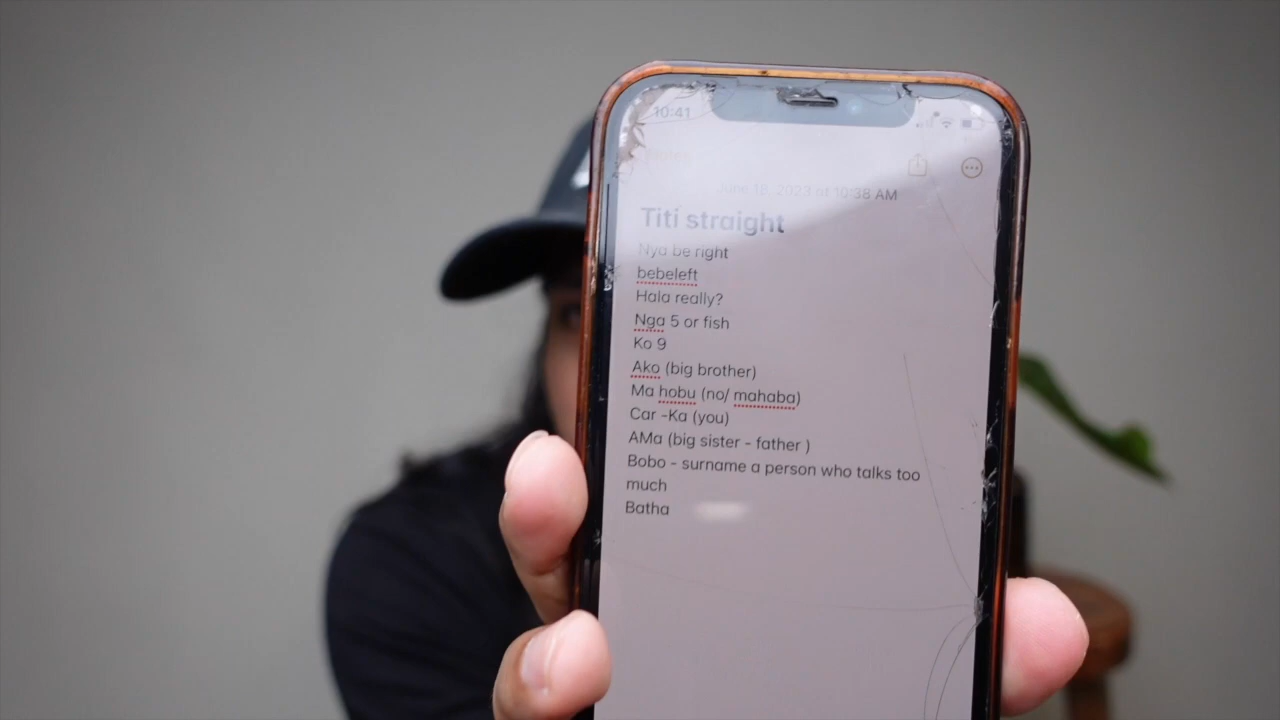 10:41
Notes
June 18, 2023 at 10:38 AM
Titi straight
Nya be right
bebeleft
Hala really?
Nga 5 or fish
Ko 9
Ako (big brother)
Ma hobu (no/ mahaba)
Car -Ka (you)
AMa (big sister - father )
Bobo - surname a person who talks too
much
Batha